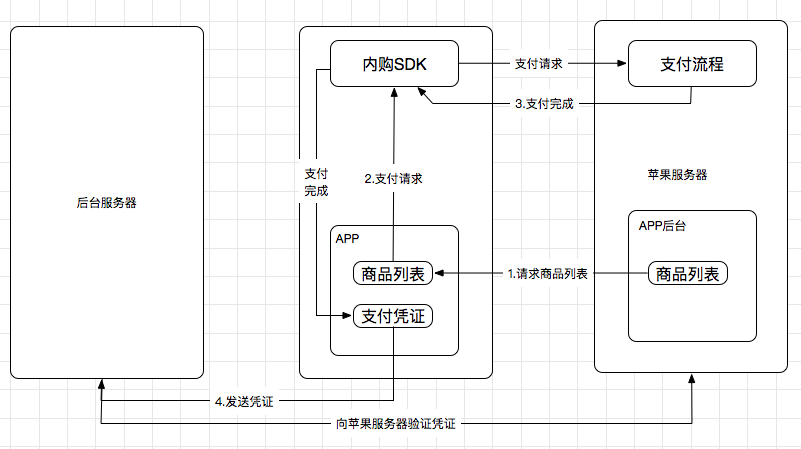 内购SDK
支付请求
支付流程
3.支付完成
支付
完成
2.支付请求
苹果服务器
后台服务器
APP
APP后台
商品列表
1.请求商品列表
商品列表
支付凭证
4.发送凭证
向苹果服务器验证凭证